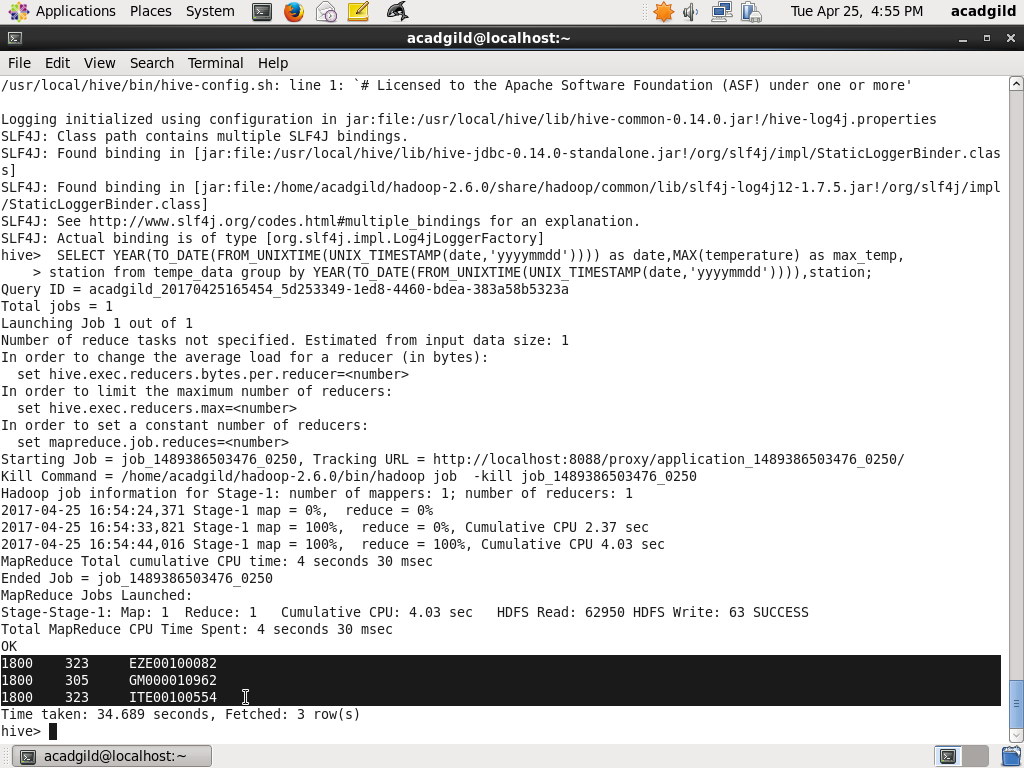 Applications Places System Tue Apr 25, 4:55 PM acadgild
acadgild@localhost:~
File Edit View Search Terminal Help
/usr/local/hive/bin/hive-config.sh: line 1: `# Licensed to the Apache Software Foundation (ASF) under one or more'
Logging initialized using configuration in jar:file:/usr/local/hive/lib/hive-common-0.14.0.jar!/hive-log4j.properties
SLF4J: Class path contains multiple SLF4J bindings.
SLF4J: Found binding in [jar:file:/usr/local/hive/lib/hive-jdbc-0.14.0-standalone.jar!/org/slf4j/impl/StaticLoggerBinder.clas
s]
SLF4J: Found binding in [jar:file:/home/acadgild/hadoop-2.6.0/share/hadoop/common/lib/slf4j-log4j12-1.7.5.jar!/org/slf4j/impl
/StaticLoggerBinder.class]
SLF4J: See http://www.slf4j.org/codes.html#multiple_bindings for an explanation.
SLF4J: Actual binding is of type [org.slf4j.impl.Log4jLoggerFactory]
hive>  SELECT YEAR(TO_DATE(FROM_UNIXTIME(UNIX_TIMESTAMP(date,'yyyymmdd')))) as date,MAX(temperature) as max_temp,
    > station from tempe_data group by YEAR(TO_DATE(FROM_UNIXTIME(UNIX_TIMESTAMP(date,'yyyymmdd')))),station;
Query ID = acadgild_20170425165454_5d253349-1ed8-4460-bdea-383a58b5323a
Total jobs = 1
Launching Job 1 out of 1
Number of reduce tasks not specified. Estimated from input data size: 1
In order to change the average load for a reducer (in bytes):
  set hive.exec.reducers.bytes.per.reducer=<number>
In order to limit the maximum number of reducers:
  set hive.exec.reducers.max=<number>
In order to set a constant number of reducers:
  set mapreduce.job.reduces=<number>
Starting Job = job_1489386503476_0250, Tracking URL = http://localhost:8088/proxy/application_1489386503476_0250/
Kill Command = /home/acadgild/hadoop-2.6.0/bin/hadoop job  -kill job_1489386503476_0250
Hadoop job information for Stage-1: number of mappers: 1; number of reducers: 1
2017-04-25 16:54:24,371 Stage-1 map = 0%,  reduce = 0%
2017-04-25 16:54:33,821 Stage-1 map = 100%,  reduce = 0%, Cumulative CPU 2.37 sec
2017-04-25 16:54:44,016 Stage-1 map = 100%,  reduce = 100%, Cumulative CPU 4.03 sec
MapReduce Total cumulative CPU time: 4 seconds 30 msec
Ended Job = job_1489386503476_0250
MapReduce Jobs Launched:
Stage-Stage-1: Map: 1  Reduce: 1   Cumulative CPU: 4.03 sec   HDFS Read: 62950 HDFS Write: 63 SUCCESS
Total MapReduce CPU Time Spent: 4 seconds 30 msec
OK
1800    323     EZE00100082
1800    305     GM000010962
1800    323     ITE00100554
Time taken: 34.689 seconds, Fetched: 3 row(s)
hive>
acadgild@localhost:~